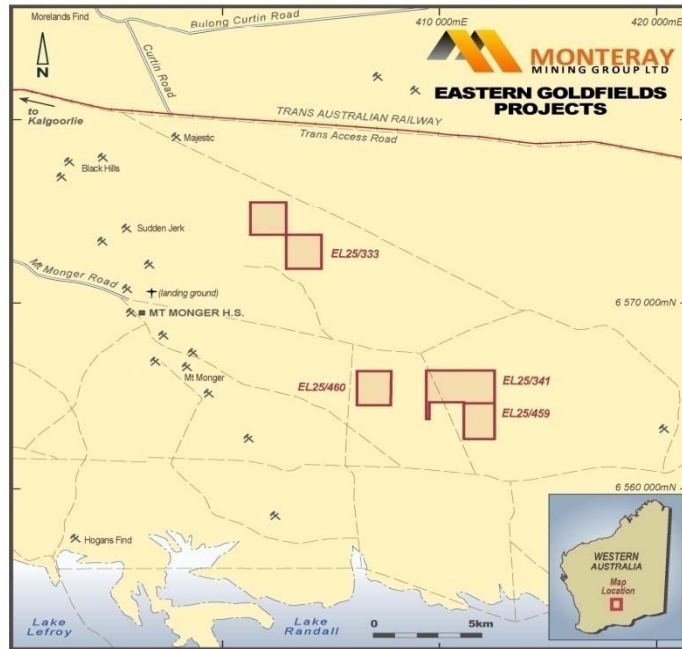 Morelands Find
Bulong Curtin Road
410 000mE
420 000mE
Curtin Road
N
MONTERAY
MINING GROUP LTD
EASTERN GOLDFIELDS
PROJECTS
to
Kalgoorlie
TRANS AUSTRALIAN RAILWAY
Trans Access Road
Majestic
Black Hills
Sudden Jerk
EL25/333
Mt Monger Road
(landing ground)
6 570 000mN
MT MONGER H.S.
Mt Monger
EL25/460
EL25/341
EL25/459
6 560 000mN
Hogans Find
WESTERN
AUSTRALIA
Map
Location
Lake
Lefroy
Lake
Randall
0
5km